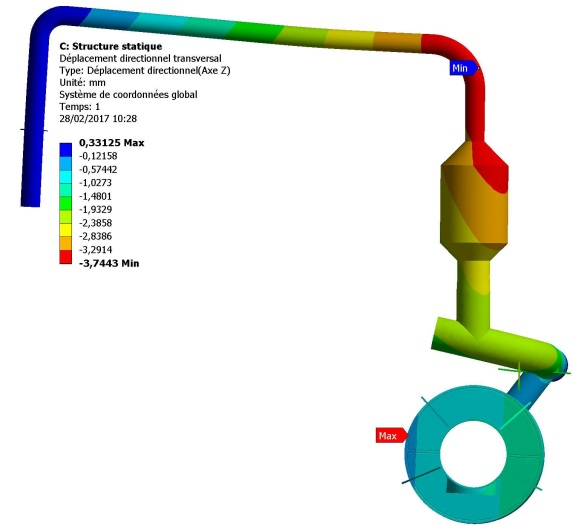 C: Structure statique
Déplacement directionnel transversal
Type: Déplacement directionnel(Axe Z)
Unité: mm
Système de coordonnées global
Temps: 1
28/02/2017 10:28
0,33125 Max
-0,12158
-0,57442
-1,0273
-1,4801
-1,9329
-2,3858
-2,8386
-3,2914
-3,7443 Min
Min
Max